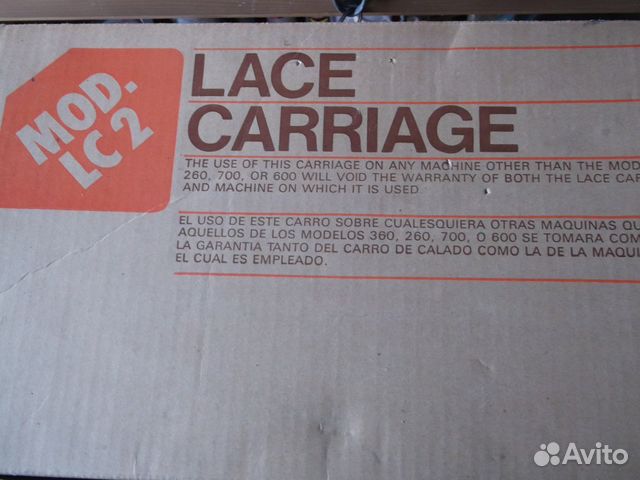 MOD.
LC2
LACE
CARRIAGE
THE USE OF THIS CARRIAGE ON ANY MACHINE OTHER THAN THE MOD
260, 700, OR 600 WILL VOID THE WARRANTY OF BOTH THE LACE CAR
AND MACHINE ON WHICH IT IS USED
EL USO DE ESTE CARRO SOBRE CUALESQUIERA OTRAS MAQUINAS QU
AQUELLOS DE LOS MODELOS 360, 260, 700, O 600 SE TOMARA COM
LA GARANTIA TANTO DEL CARRO DE CALADO COMO LA DE LA MAQUI
EL CUAL ES EMPLEADO.
Avito